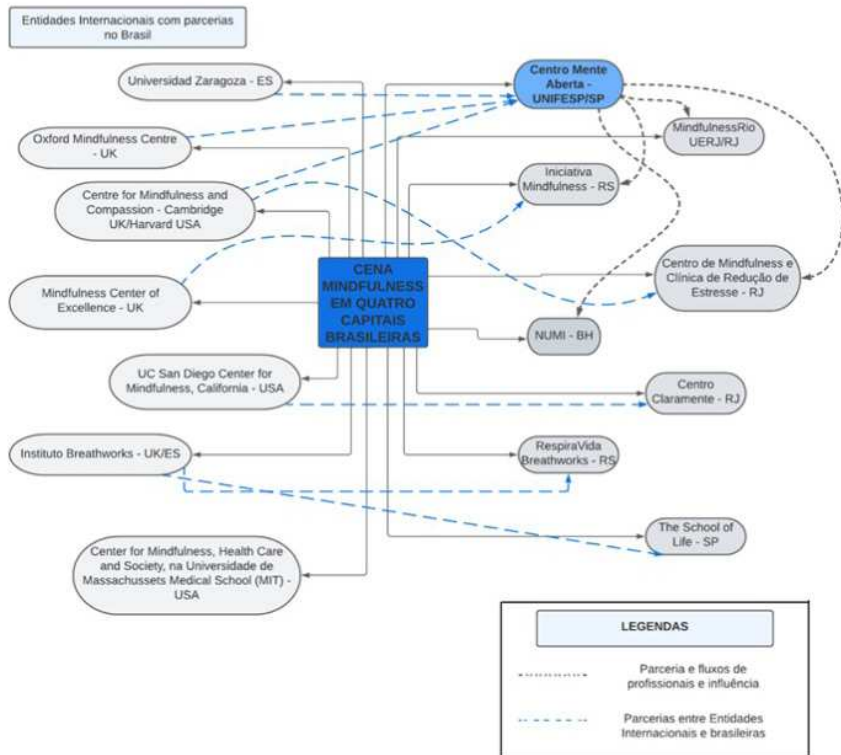 Entidades Internacionais com parcerias
no Brasil
Universidad Zaragoza - ES
Oxford Mindfulness Centre
- UK
Centre for Mindfulness and
Compassion - Cambridge
UK/Harvard USA
Mindfulness Center of
Excellence - UK
UC San Diego Center for
Mindfulness, California - USA
Instituto Breathworks - UK/ES
Center for Mindfulness, Health Care
and Society, na Universidade de
Massachussets Medical School (MIT) -
USA
CENA
MINDFULNESS
EM QUATRO
CAPITAIS
BRASILEIRAS
Centro Mente
Aberta -
UNIFESP/SP
MindfulnessRio
UERJ/RJ
Iniciativa
Mindfulness - RS
Centro de Mindfulness e
Clínica de Redução de
Estresse - RJ
NUMI - BH
Centro
Claramente - RJ
RespiraVida
Breathworks - RS
The School of
Life - SP
LEGENDAS
Parceria e fluxos de
profissionais e influência
Parcerias entre Entidades
Internacionais e brasileiras